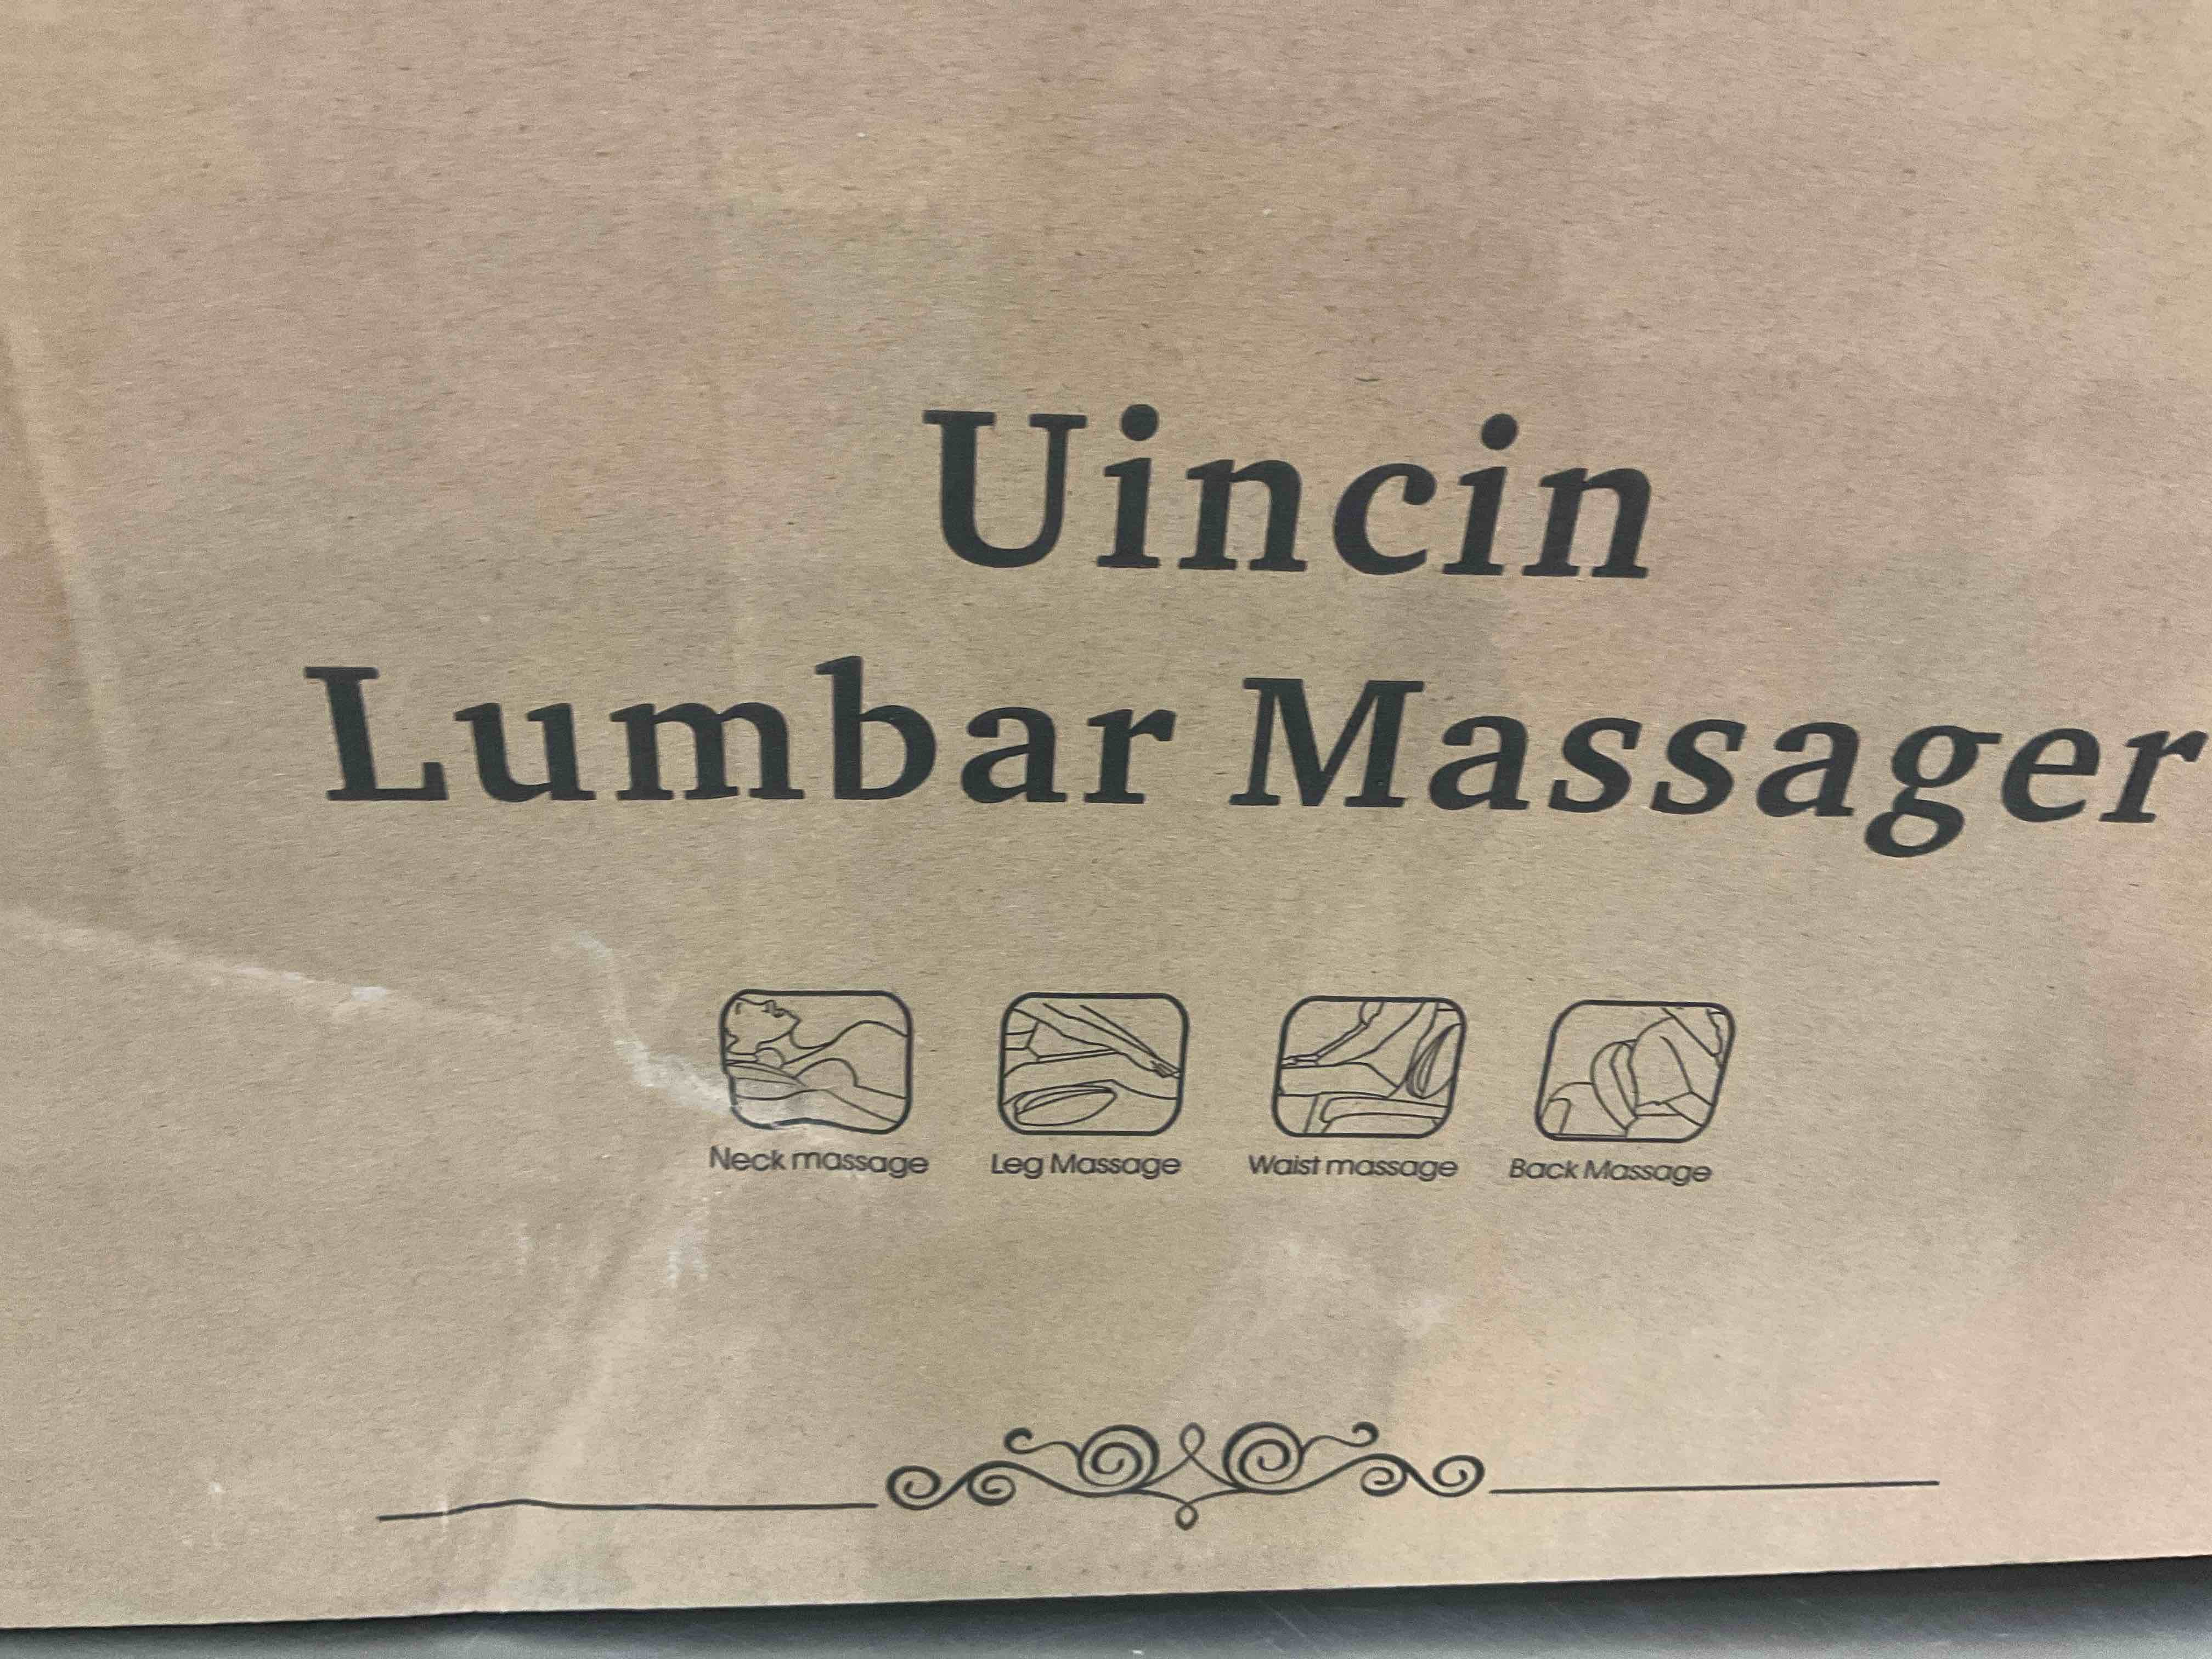 Uincin
Lumbar Massager
Neck massage Leg Massage Waist massage Back Massage